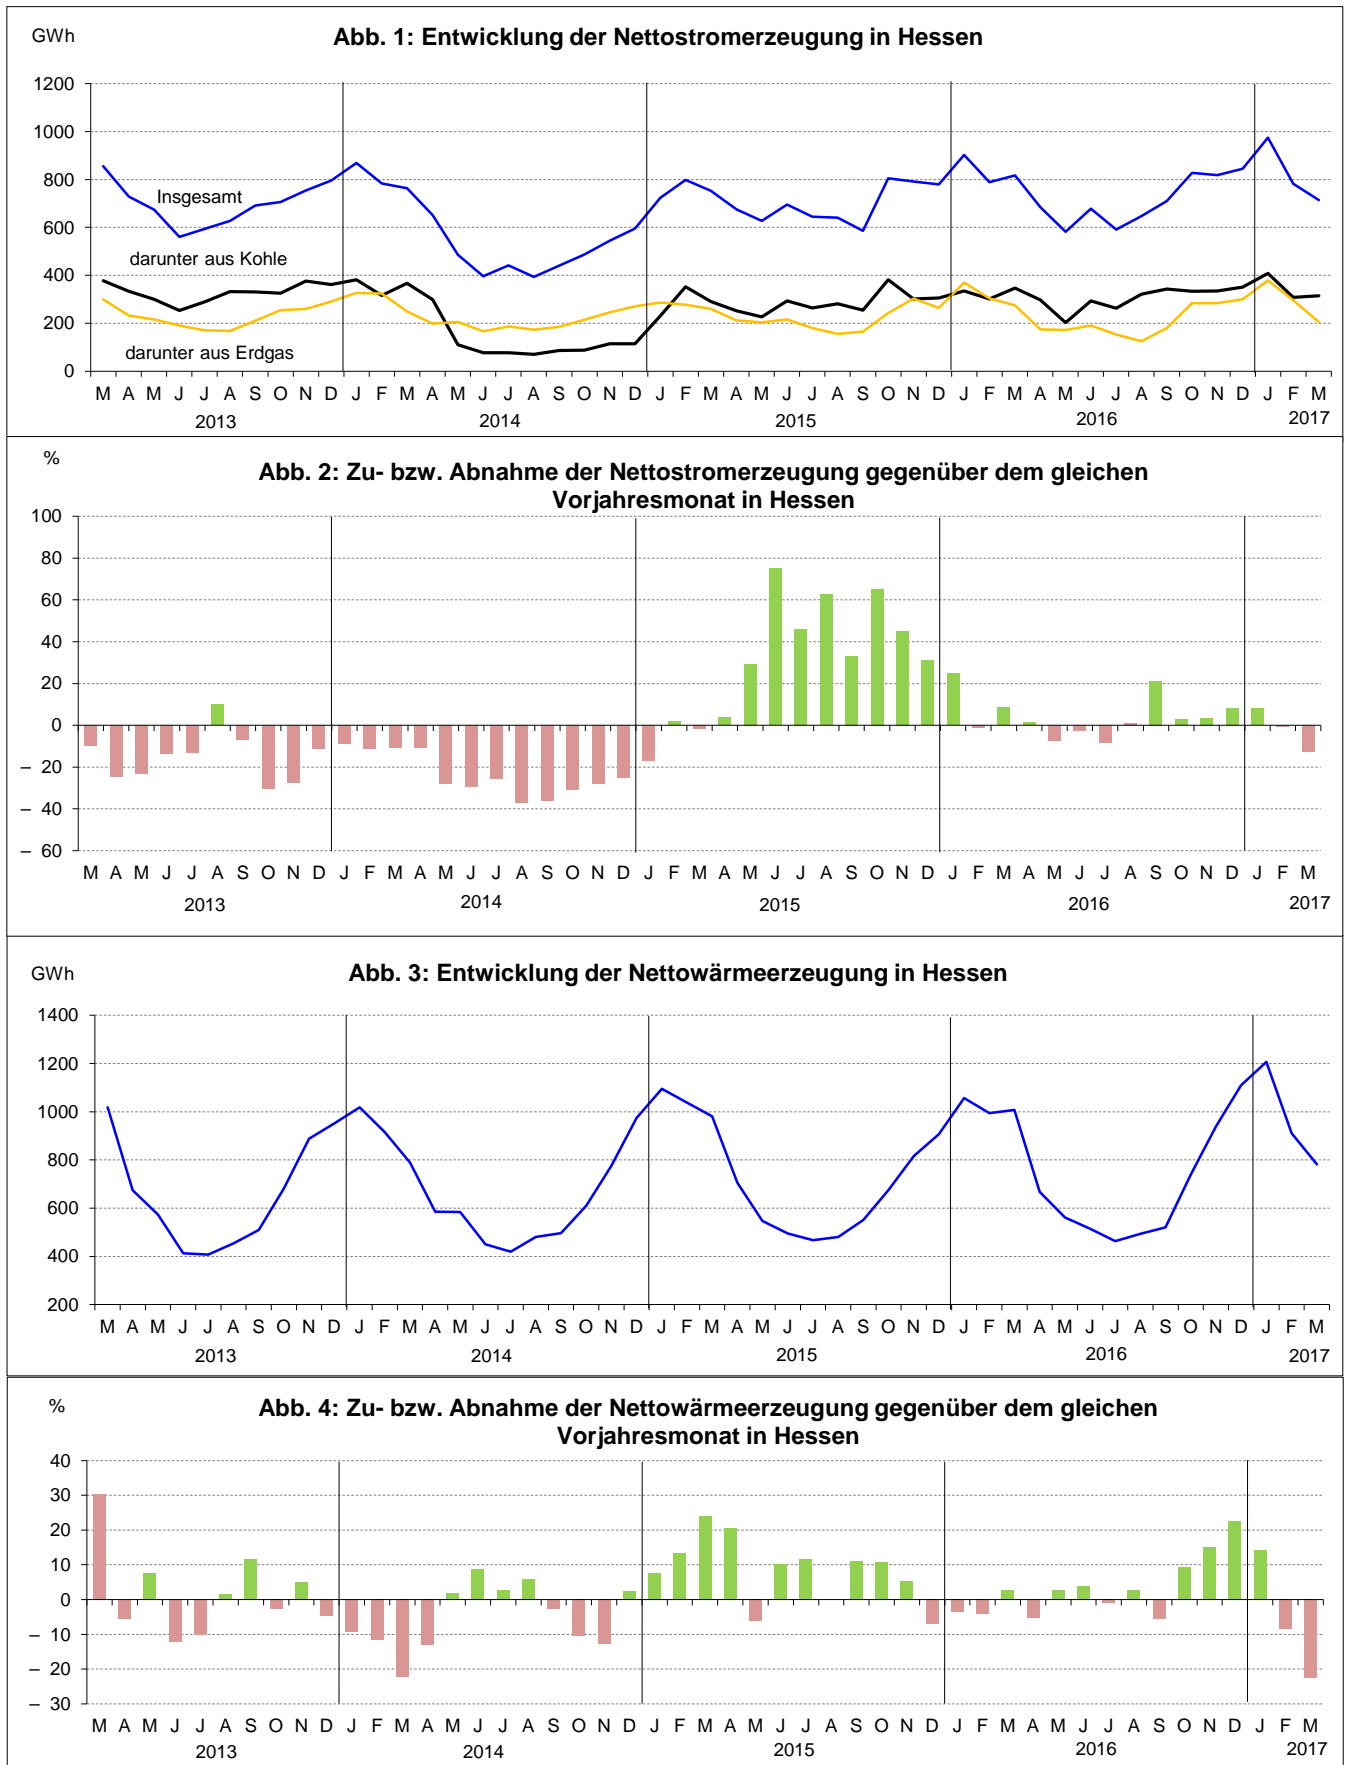 GWh
Abb. 1: Entwicklung der Nettostromerzeugung in Hessen
1200
1000
800
600
400
200
0
Insgesamt
darunter aus Kohle
darunter aus Erdgas
M A M J J A S O N D J F M A M J J A S O N D J F M A M J J A S O N D J F M A M J J A S O N D J F M
2013 2014 2015 2016 2017
%
Abb. 2: Zu- bzw. Abnahme der Nettostromerzeugung gegenüber dem gleichen
Vorjahresmonat in Hessen
100
80
60
40
20
0
– 20
– 40
– 60
M A M J J A S O N D J F M A M J J A S O N D J F M A M J J A S O N D J F M A M J J A S O N D J F M
2013 2014 2015 2016 2017
GWh
Abb. 3: Entwicklung der Nettowärmeerzeugung in Hessen
1400
1200
1000
800
600
400
200
M A M J J A S O N D J F M A M J J A S O N D J F M A M J J A S O N D J F M A M J J A S O N D J F M
2013 2014 2015 2016 2017
%
Abb. 4: Zu- bzw. Abnahme der Nettowärmeerzeugung gegenüber dem gleichen
Vorjahresmonat in Hessen
40
30
20
10
0
– 10
– 20
– 30
M A M J J A S O N D J F M A M J J A S O N D J F M A M J J A S O N D J F M A M J J A S O N D J F M
2013 2014 2015 2016 2017